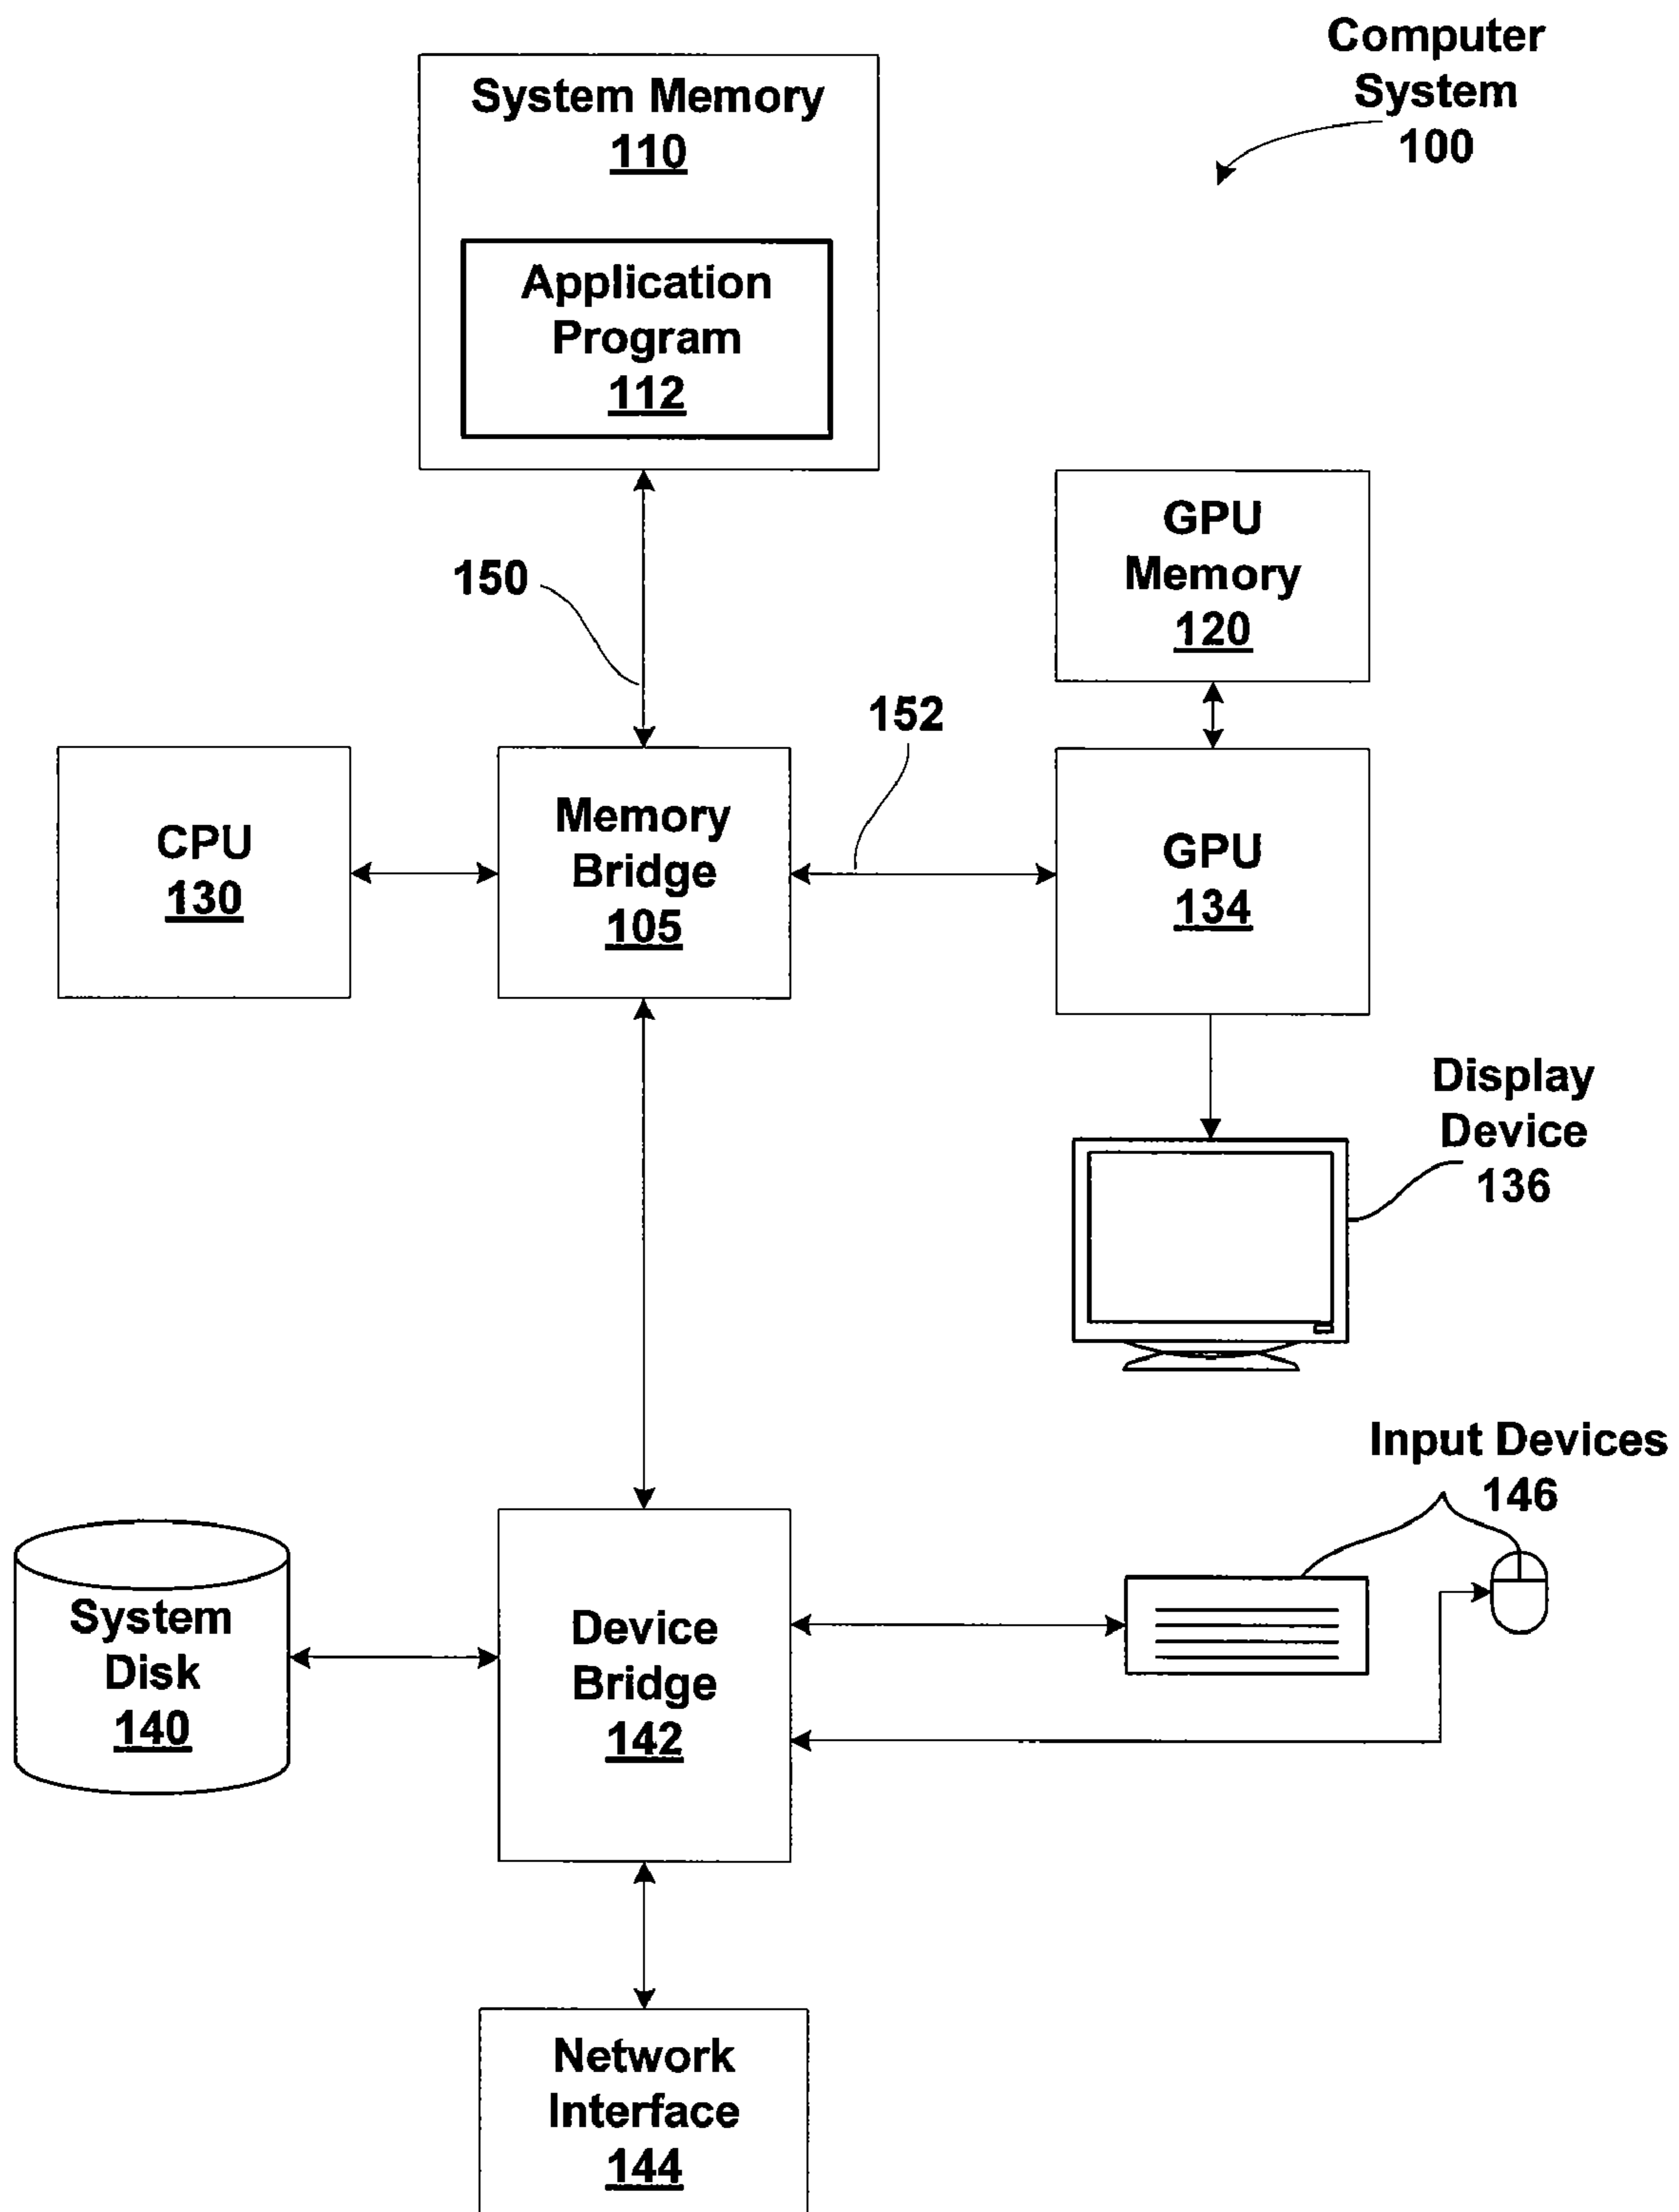 Computer
System
100
System Memory
110
Application
Program
112
GPU
Memory
120
150
152
CPU
130
Memory
Bridge
105
GPU
134
Display
Device
136
Input Devices
146
System
Disk
140
Device
Bridge
142
Network
Interface
144